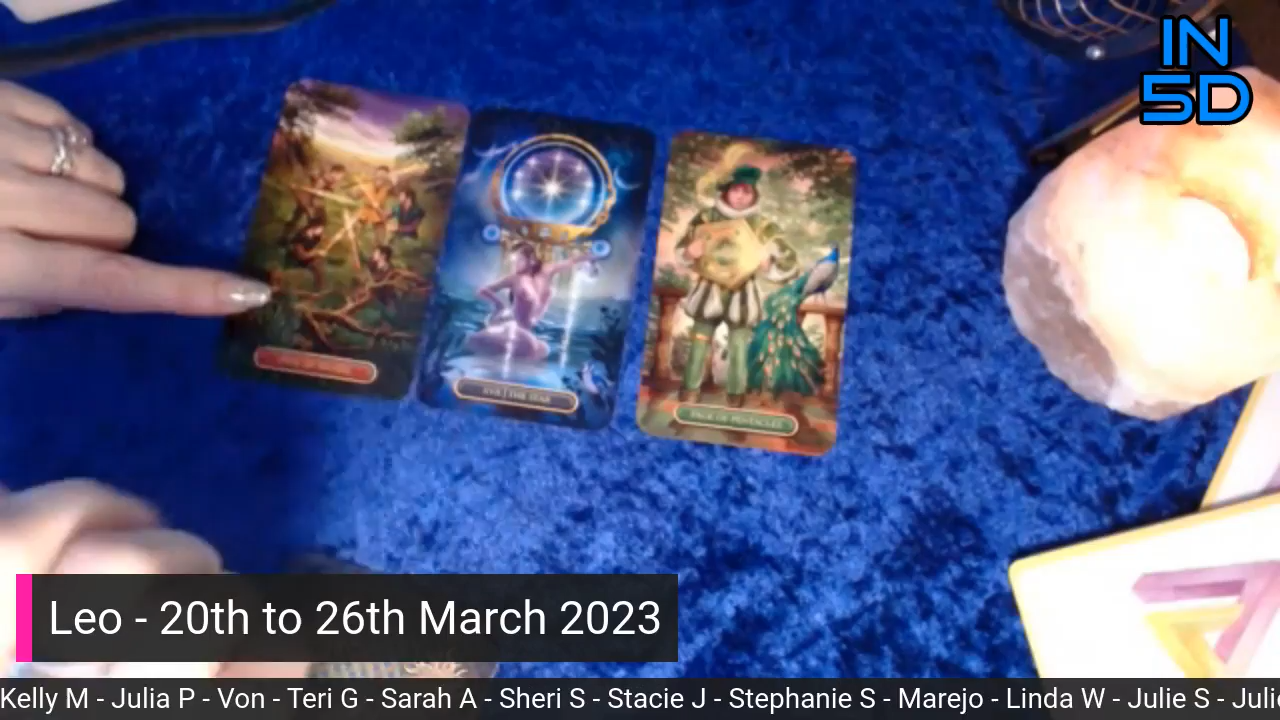 IN
5D
XVII | THE STAR
PAGE OF PENTACLES
Leo - 20th to 26th March 2023
Kelly M - Julia P - Von - Teri G - Sarah A - Sheri S - Stacie J - Stephanie S - Marejo - Linda W - Julie S -